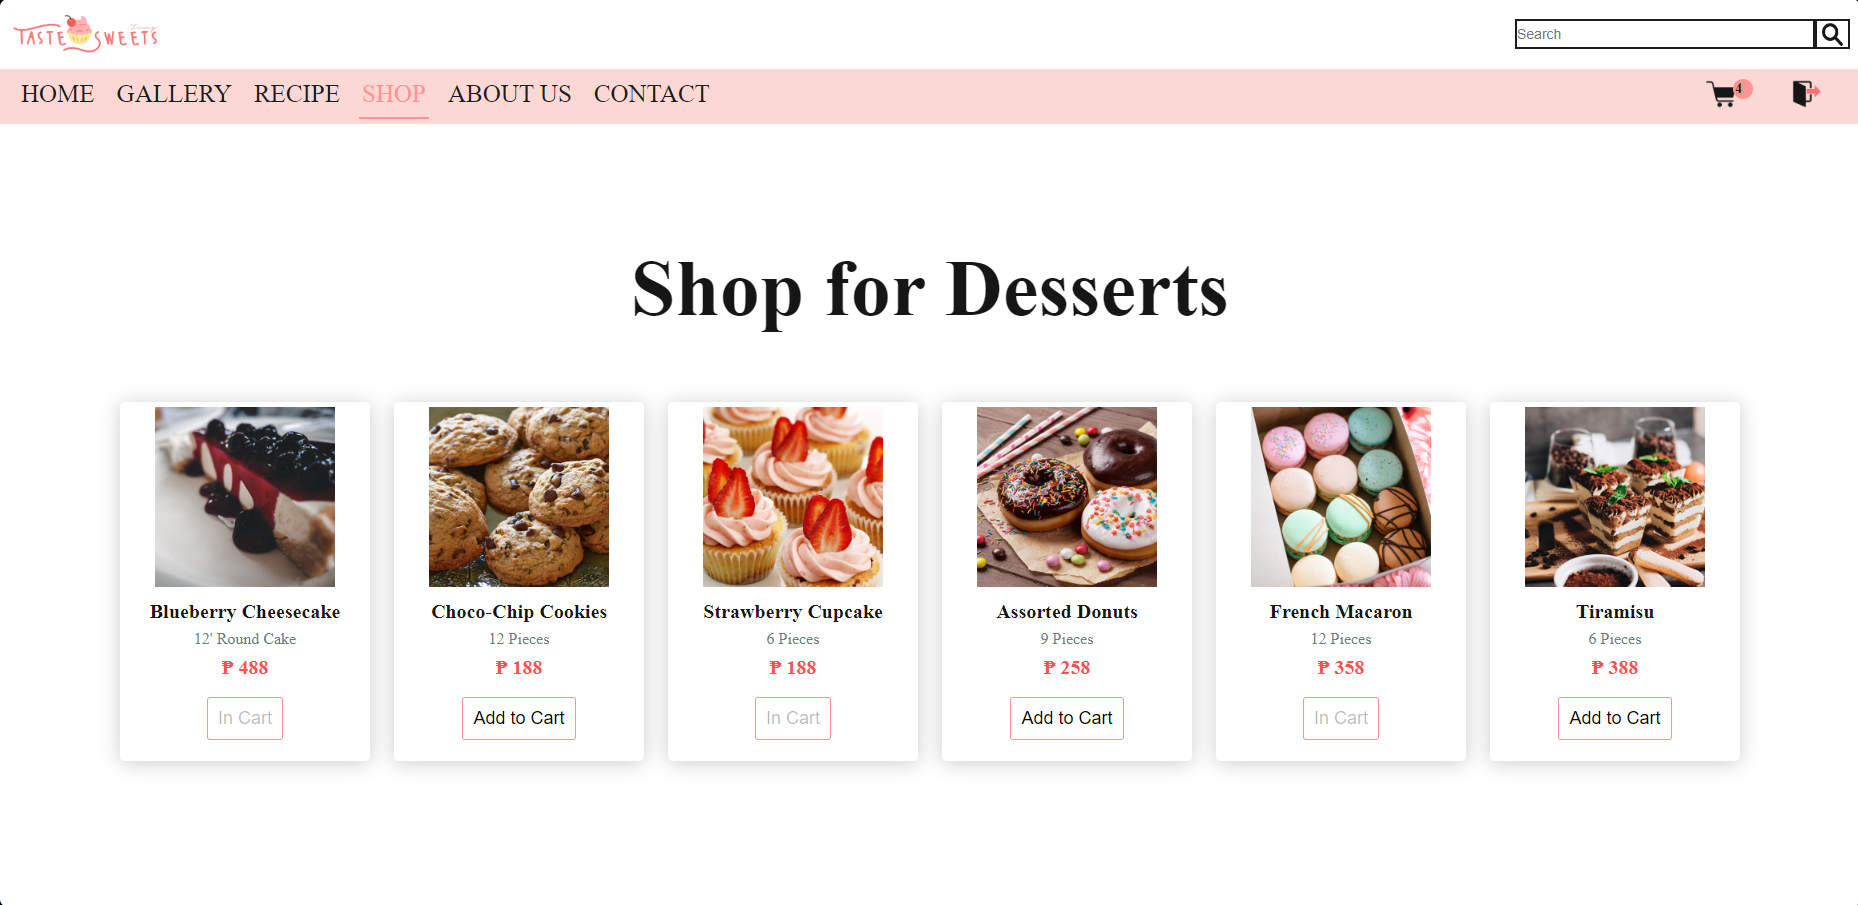 TASTE SWEETS
Search
HOME GALLERY RECIPE SHOP ABOUT US CONTACT
4
Shop for Desserts
Blueberry Cheesecake
12' Round Cake
₱ 488
In Cart
Choco-Chip Cookies
12 Pieces
₱ 188
Add to Cart
Strawberry Cupcake
6 Pieces
₱ 188
In Cart
Assorted Donuts
9 Pieces
₱ 258
Add to Cart
French Macaron
12 Pieces
₱ 358
In Cart
Tiramisu
6 Pieces
₱ 388
Add to Cart